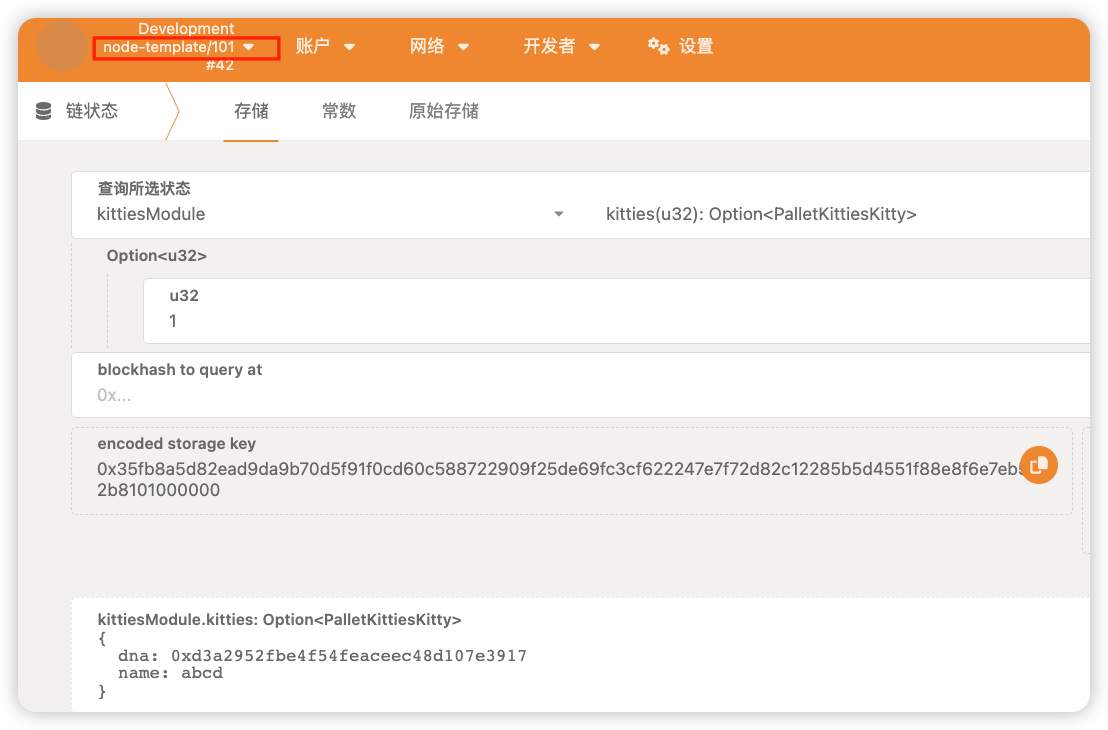 Development
node-template/101
#42
账户
网络
开发者
设置
链状态
存储
常数
原始存储
查询所选状态
kittiesModule
kitties(u32): Option<PalletKittiesKitty>
Option<u32>
u32
1
blockhash to query at
0x...
encoded storage key
0x35fb8a5d82ead9da9b70d5f91f0cd60c588722909f25de69fc3cf622247e7f72d82c12285b5d4551f88e8f6e7eb
2b8101000000
kittiesModule.kitties: Option<PalletKittiesKitty>
{
dna: 0xd3a2952fbe4f54feaceec48d107e3917
name: abcd
}